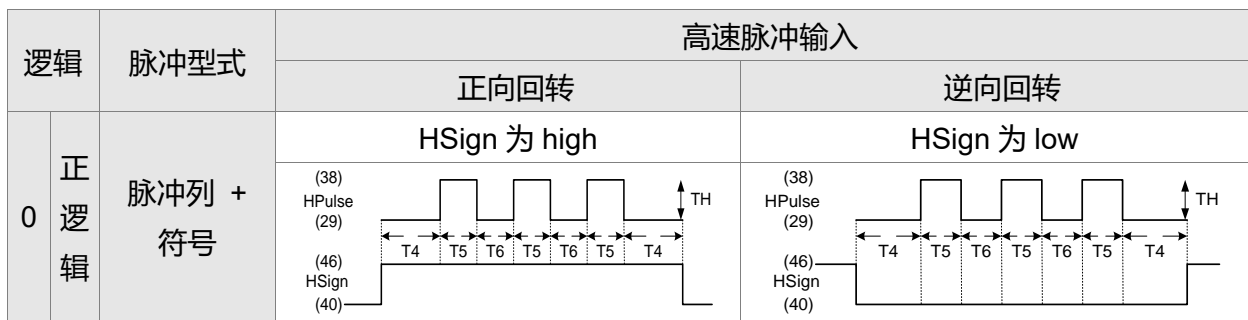 逻辑
脉冲型式
高速脉冲输入
正向回转
逆向回转
0
正
逻
辑
脉冲列 +
符号
HSign 为 high
(38)
HPulse
(29)
TH
T4 T5 T6 T5 T6 T5 T4
(46)
HSign
(40)
HSign 为 low
(38)
HPulse
(29)
TH
T4 T5 T6 T5 T6 T5 T4
(46)
HSign
(40)